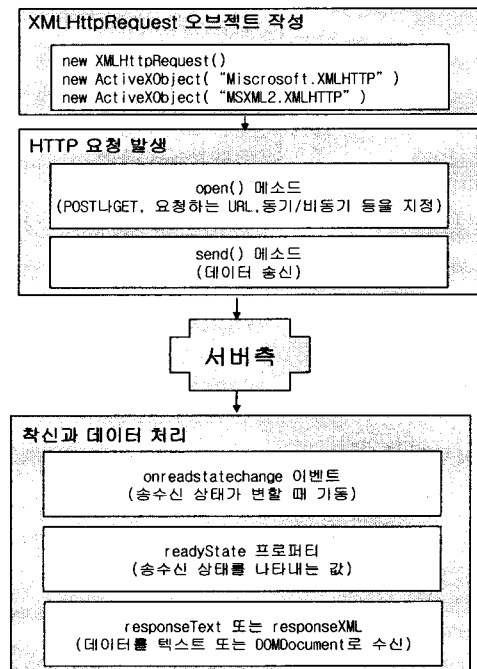 XMLHttpRequest 오브젝트 작성
new XMLHttpRequest()
new ActiveXObject( “Miscrosoft.XMLHTTP” )
new ActiveXObject( “MSXML2.XMLHTTP” )
HTTP 요청 발생
open() 메소드
(POST나GET, 요청하는 URL,동기/비동기 등을 지정)
send() 메소드
(데이터 송신)
서버측
착신과 데이터 처리
onreadstatechange 이벤트
(송수신 상태가 변할 때 기동)
readyState 프로퍼티
(송수신 상태를 나타내는 값)
responseText 또는 responseXML
(데이터를 텍스트 또는 DOMDocument로 수신)